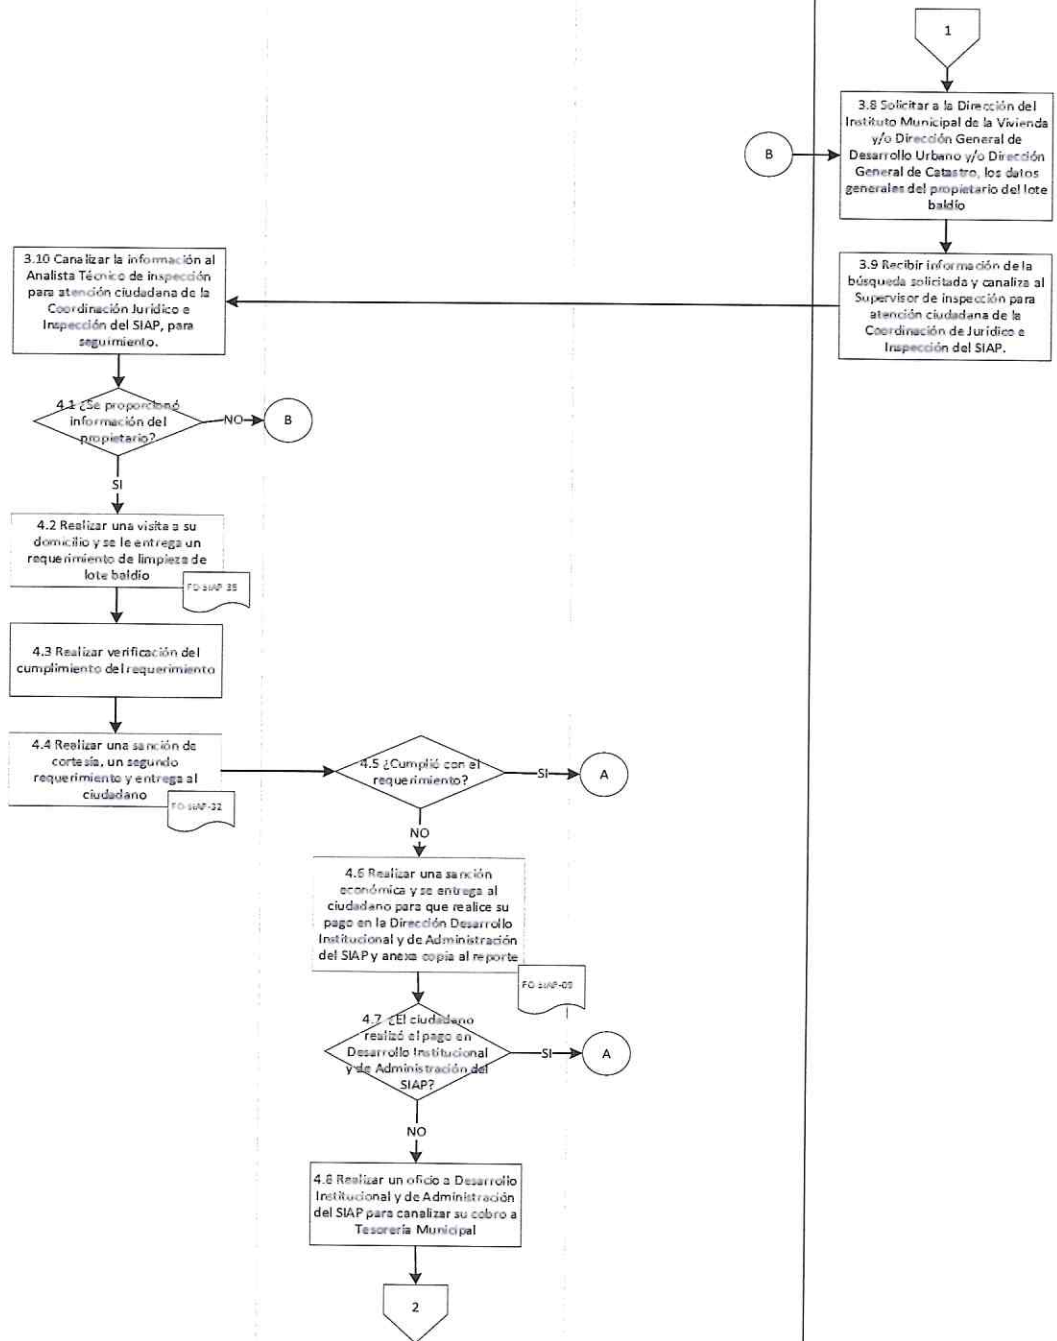 1
3.8 Solicitar a la Dirección del
Instituto Municipal de la Vivienda
y/o Dirección General de
Desarrollo Urbano y/o Dirección
General de Catastro, los datos
generales del propietario del lote
baldío
B
3.9 Recibir información de la
búsqueda solicitada y canaliza al
Supervisor de inspección para
atención ciudadana de la
Coordinación de Jurídico e
Inspección del SIAP.
3.10 Canalizar la información al
Analista Técnico de inspección
para atención ciudadana de la
Coordinación Jurídico e
Inspección del SIAP, para
seguimiento.
4.1 ¿Se proporcionó
información del
propietario?
NO
B
SI
4.2 Realizar una visita a su
domicilio y se le entrega un
requerimiento de limpieza de
lote baldío
FO-SIAP-
4.3 Realizar verificación del
cumplimiento del requerimiento
4.4 Realizar una sanción de
cortesía, un segundo
requerimiento y entrega al
ciudadano
FO-SIAP-32
4.5 ¿Cumplió con el
requerimiento?
SI
A
NO
4.6 Realizar una sanción
económica y se entrega al
ciudadano para que realice su
pago en la Dirección Desarrollo
Institucional y de Administración
del SIAP y anexa copia al reporte
FO-SIAP-09
4.7 ¿El ciudadano
realizó el pago en
Desarrollo Institucional
y de Administración del
SIAP?
SI
A
NO
4.8 Realizar un oficio a Desarrollo
Institucional y de Administración
del SIAP para canalizar su cobro a
Tesorería Municipal
2